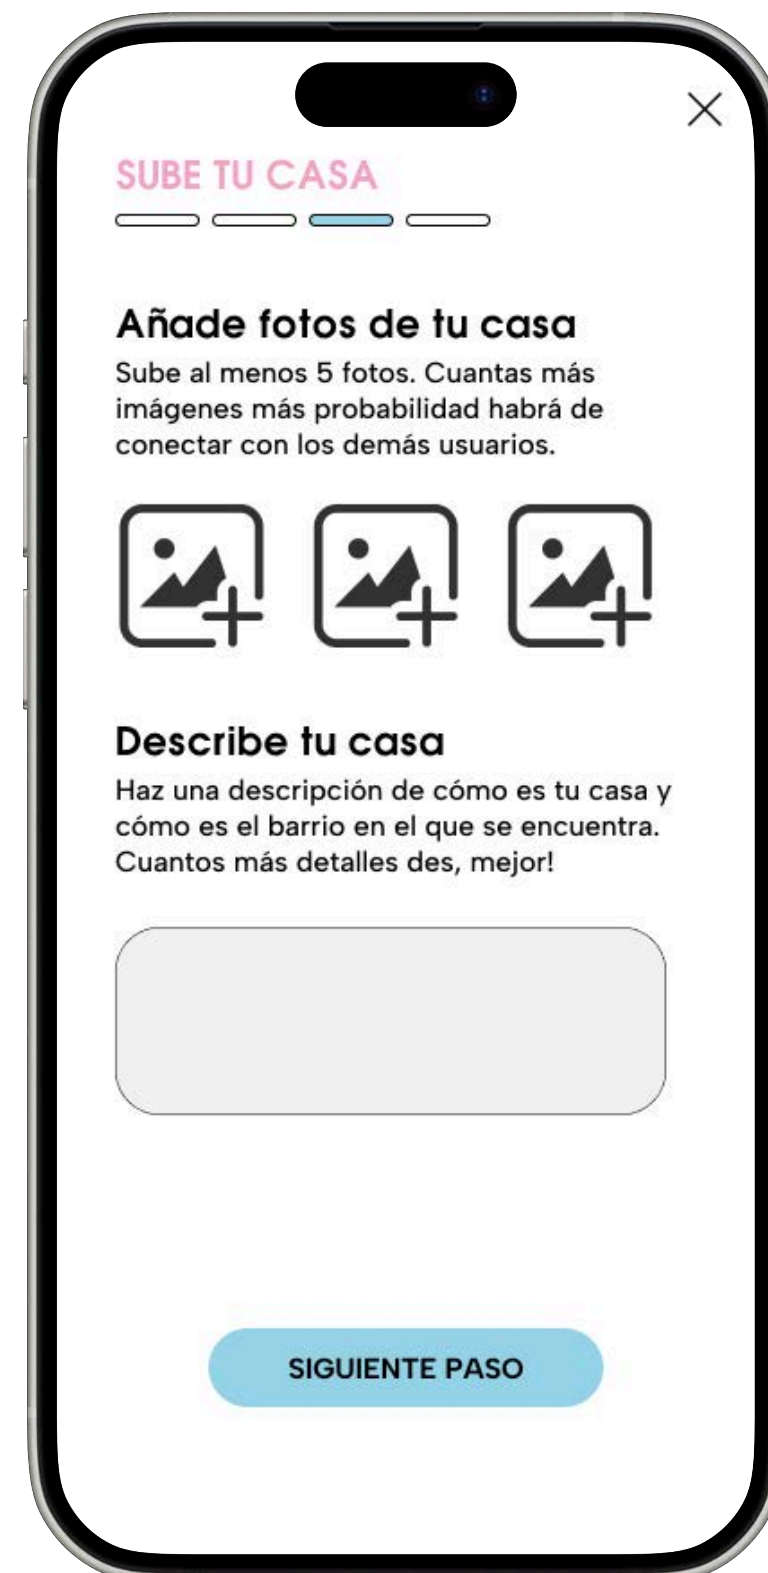 SUBE TU CASA
Añade fotos de tu casa
Sube al menos 5 fotos. Cuantas más
imágenes más probabilidad habrá de
conectar con los demás usuarios.
Describe tu casa
Haz una descripción de cómo es tu casa y
cómo es el barrio en el que se encuentra.
Cuantos más detalles des, mejor!
SIGUIENTE PASO